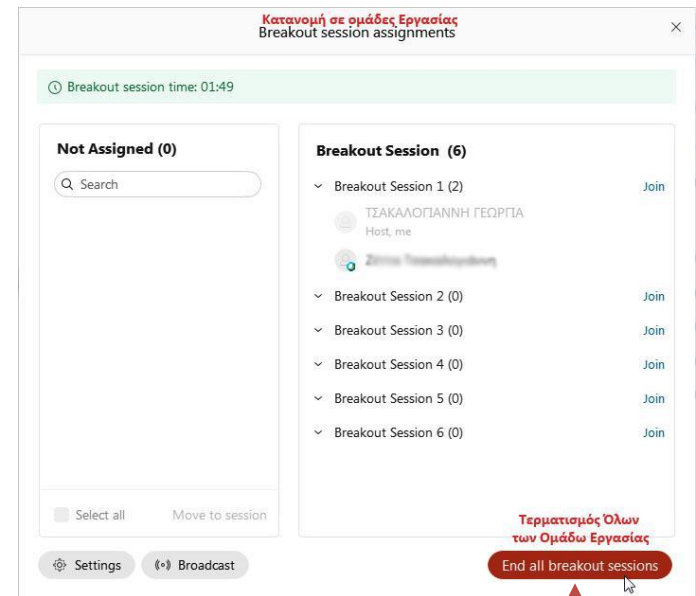 Κατανομή σε ομάδες Εργασίας
Breakout session assignments
Breakout session time: 01:49
Not Assigned (0)
Search
Select all
Move to session
Breakout Session (6)
Breakout Session 1 (2) Join
ΤΣΑΚΑΛΟΓΙΑΝΝΗ ΓΕΩΡΓΙΑ
Host, me
Breakout Session 2 (0) Join
Breakout Session 3 (0) Join
Breakout Session 4 (0) Join
Breakout Session 5 (0) Join
Breakout Session 6 (0) Join
Τερματισμός Όλων
των Ομάδω Εργασίας
Settings
Broadcast
End all breakout sessions